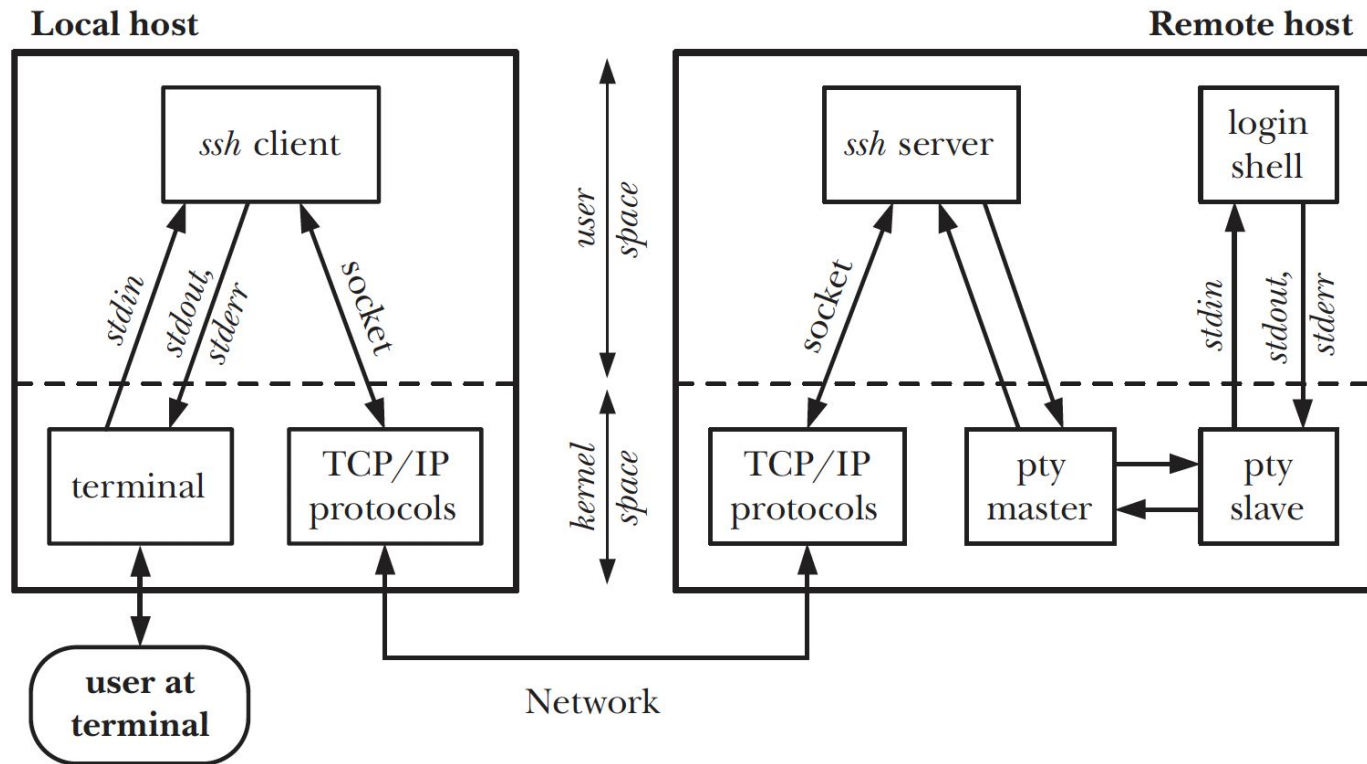 Local host
Remote host
ssh client
ssh server
login
shell
user
space
stdin
stdout,
stderr
socket
socket
stdin
stdout,
stderr
kernel
space
terminal
TCP/IP
protocols
TCP/IP
protocols
pty
master
pty
slave
user at
terminal
Network